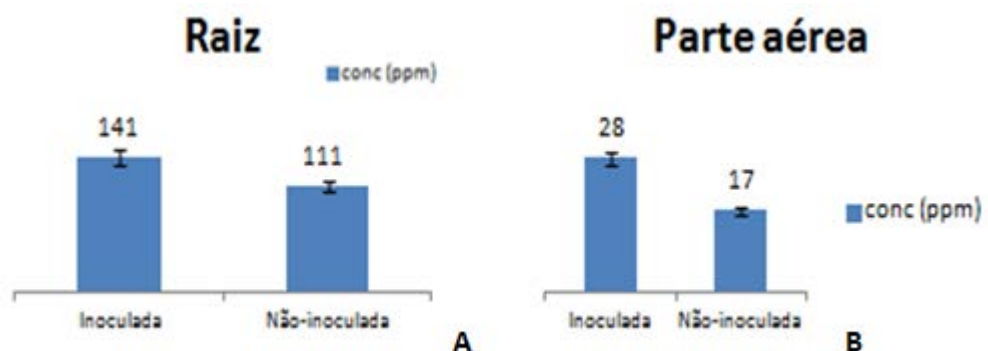 Raiz
conc (ppm)
141
111
Inoculada
Não-inoculada
A
Parte aérea
28
17
conc (ppm)
Inoculada
Não-inoculada
B